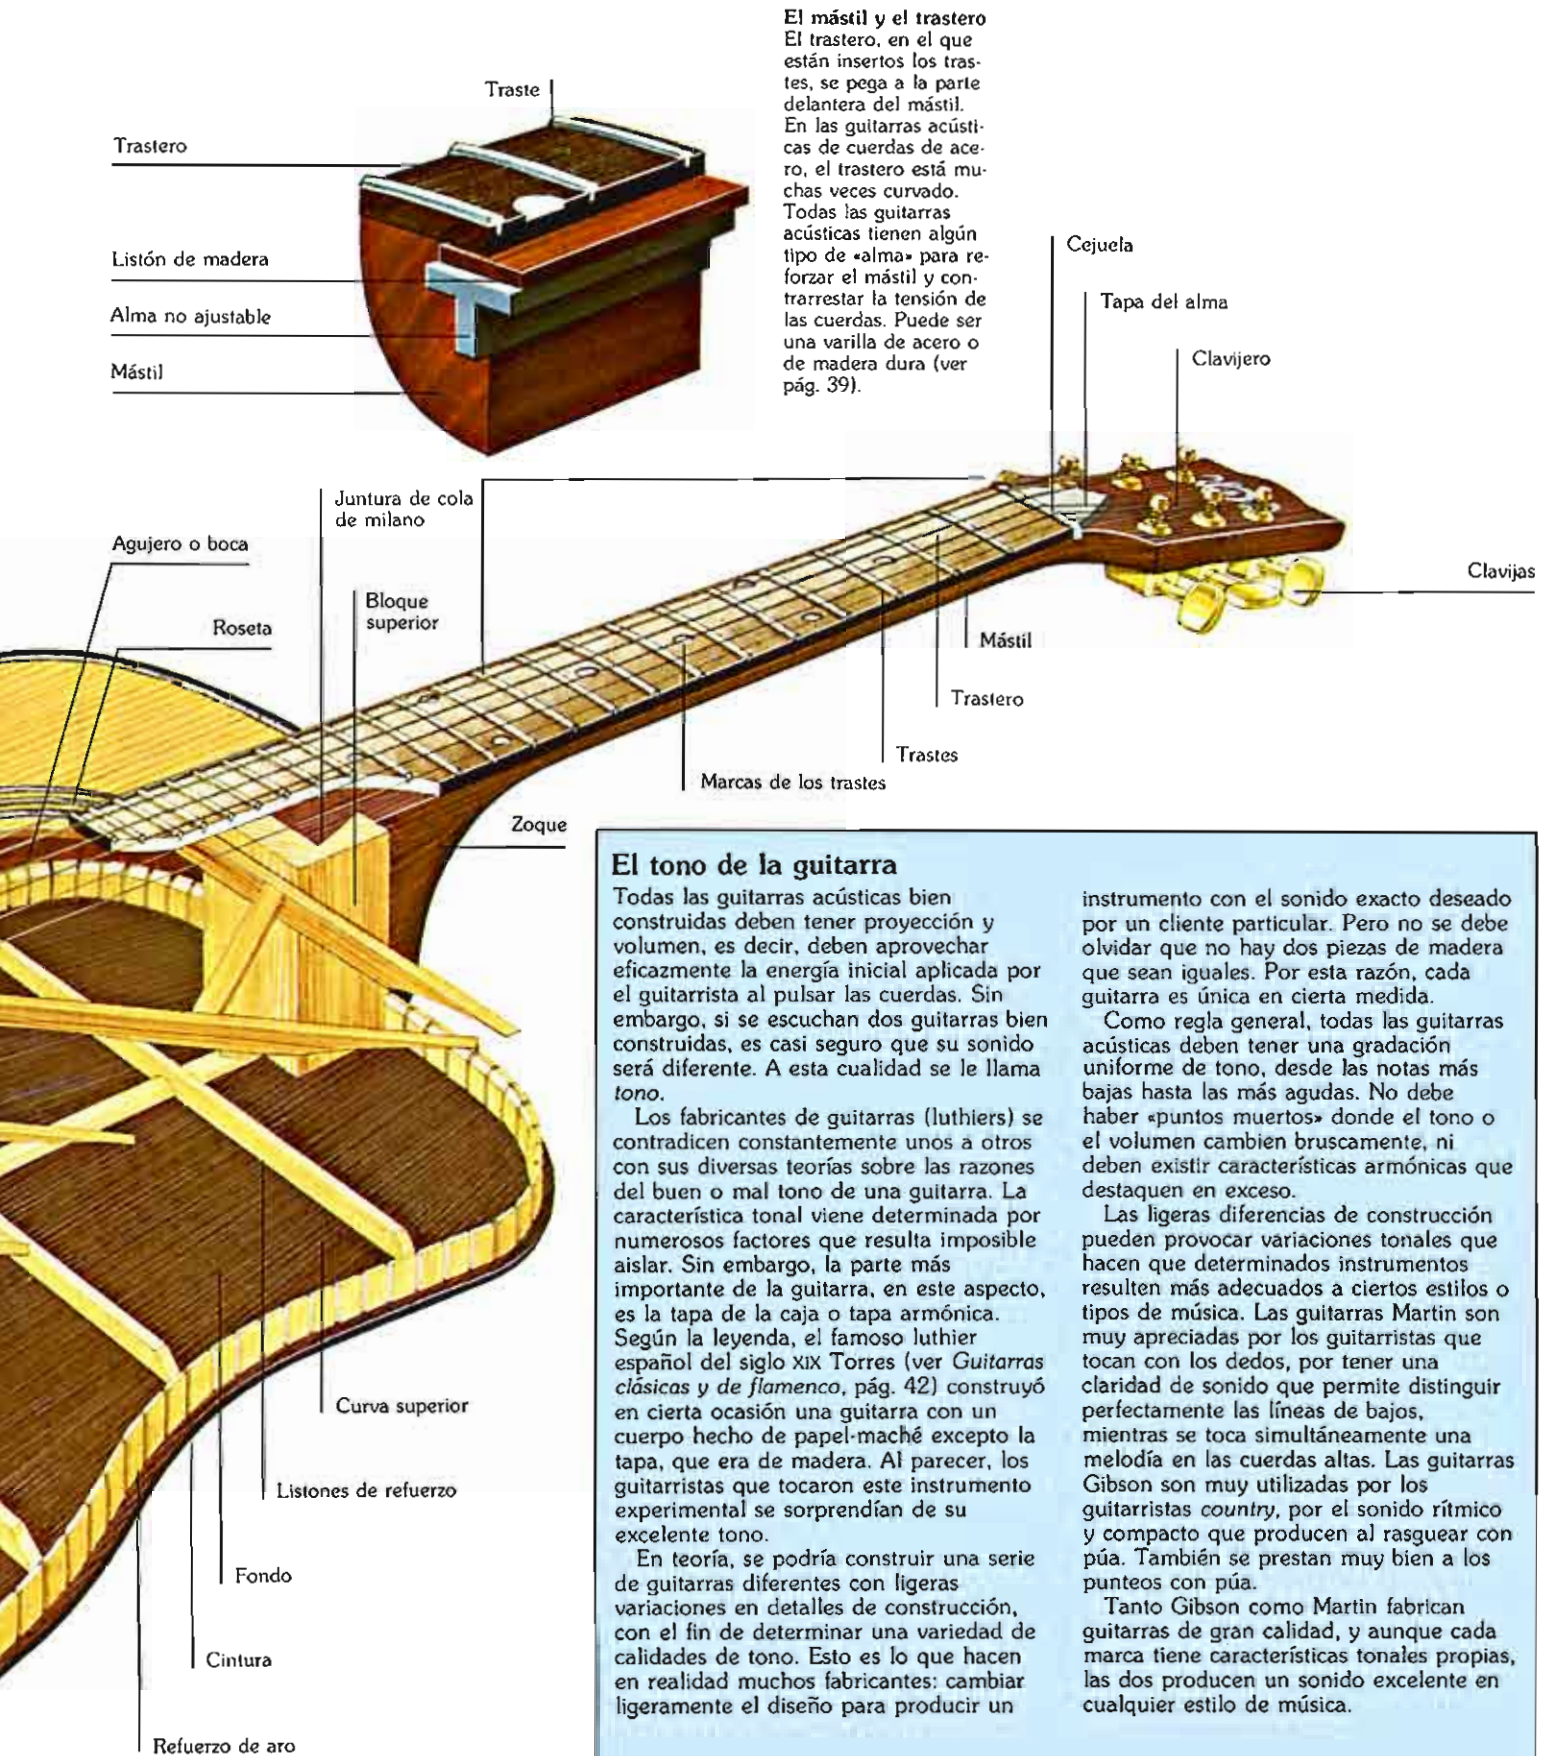 El mástil y el trastero
El trastero, en el que
están insertos los tras-
tes, se pega a la parte
delantera del mástil.
En las guitarras acústi-
cas de cuerdas de ace-
ro, el trastero está mu-
chas veces curvado.
Todas las guitarras
acústicas tienen algún
tipo de «alma» para re-
forzar el mástil y con-
trarrestar la tensión de
las cuerdas. Puede ser
una varilla de acero o
de madera dura (ver
pág. 39).
Traste
Trastero
Listón de madera
Alma no ajustable
Mástil
Cejuela
Tapa del alma
Clavijero
Juntura de cola
de milano
Agujero o boca
Bloque
superior
Roseta
Clavijas
Mástil
Trastero
Trastes
Marcas de los trastes
Zoque
Curva superior
Listones de refuerzo
Fondo
Cintura
Refuerzo de aro
El tono de la guitarra
Todas las guitarras acústicas bien
construidas deben tener proyección y
volumen, es decir, deben aprovechar
eficazmente la energía inicial aplicada por
el guitarrista al pulsar las cuerdas. Sin
embargo, si se escuchan dos guitarras bien
construidas, es casi seguro que su sonido
será diferente. A esta cualidad se le llama
tono.
Los fabricantes de guitarras (luthiers) se
contradicen constantemente unos a otros
con sus diversas teorías sobre las razones
del buen o mal tono de una guitarra. La
característica tonal viene determinada por
numerosos factores que resulta imposible
aislar. Sin embargo, la parte más
importante de la guitarra, en este aspecto,
es la tapa de la caja o tapa armónica.
Según la leyenda, el famoso luthier
español del siglo XIX Torres (ver Guitarras
clásicas y de flamenco, pág. 42) construyó
en cierta ocasión una guitarra con un
cuerpo hecho de papel-maché excepto la
tapa, que era de madera. Al parecer, los
guitarristas que tocaron este instrumento
experimental se sorprendían de su
excelente tono.
En teoría, se podría construir una serie
de guitarras diferentes con ligeras
variaciones en detalles de construcción,
con el fin de determinar una variedad de
calidades de tono. Esto es lo que hacen
en realidad muchos fabricantes: cambiar
ligeramente el diseño para producir un
instrumento con el sonido exacto deseado
por un cliente particular. Pero no se debe
olvidar que no hay dos piezas de madera
que sean iguales. Por esta razón, cada
guitarra es única en cierta medida.
Como regla general, todas las guitarras
acústicas deben tener una gradación
uniforme de tono, desde las notas más
bajas hasta las más agudas. No debe
haber «puntos muertos» donde el tono o
el volumen cambien bruscamente, ni
deben existir características armónicas que
destaquen en exceso.
Las ligeras diferencias de construcción
pueden provocar variaciones tonales que
hacen que determinados instrumentos
resulten más adecuados a ciertos estilos o
tipos de música. Las guitarras Martin son
muy apreciadas por los guitarristas que
tocan con los dedos, por tener una
claridad de sonido que permite distinguir
perfectamente las líneas de bajos,
mientras se toca simultáneamente una
melodía en las cuerdas altas. Las guitarras
Gibson son muy utilizadas por los
guitarristas country, por el sonido rítmico
y compacto que producen al rasguear con
púa. También se prestan muy bien a los
punteos con púa.
Tanto Gibson como Martin fabrican
guitarras de gran calidad, y aunque cada
marca tiene características tonales propias,
las dos producen un sonido excelente en
cualquier estilo de música.